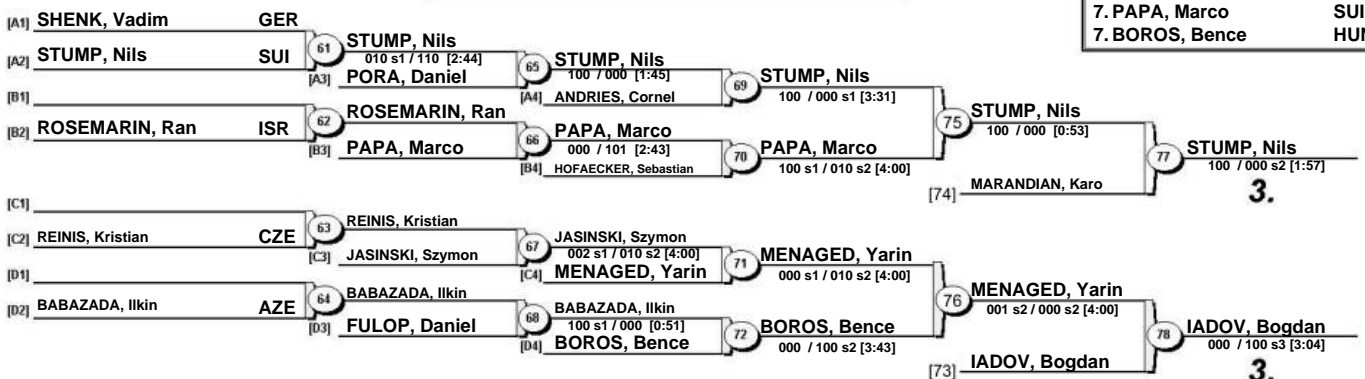 7. PAPA, Marco SUI
7. BOROS, Bence HUN
[A1] SHENK, Vadim GER
[A2] STUMP, Nils SUI
61 STUMP, Nils
010 s1 / 110 [2:44]
[A3] PORA, Daniel
65 STUMP, Nils
100 / 000 [1:45]
[A4] ANDRIES, Cornel
69 STUMP, Nils
100 / 000 s1 [3:31]
[B1]
[B2] ROSEMARIN, Ran ISR
62 ROSEMARIN, Ran
[B3] PAPA, Marco
66 PAPA, Marco
000 / 101 [2:43]
[B4] HOFAECKER, Sebastian
70 PAPA, Marco
100 s1 / 010 s2 [4:00]
75 STUMP, Nils
100 / 000 [0:53]
[74] MARANDIAN, Karo
77 STUMP, Nils
100 / 000 s2 [1:57]
3.
[C1]
[C2] REINIS, Kristian CZE
63 REINIS, Kristian
[C3] JASINSKI, Szymon
67 JASINSKI, Szymon
002 s1 / 010 s2 [4:00]
[C4] MENAGED, Yarin
71 MENAGED, Yarin
000 s1 / 010 s2 [4:00]
[D1]
[D2] BABAZADA, Ilkin AZE
64 BABAZADA, Ilkin
[D3] FULOP, Daniel
68 BABAZADA, Ilkin
100 s1 / 000 [0:51]
[D4] BOROS, Bence
72 BOROS, Bence
000 / 100 s2 [3:43]
76 MENAGED, Yarin
001 s2 / 000 s2 [4:00]
[73] IADOV, Bogdan
78 IADOV, Bogdan
000 / 100 s3 [3:04]
3.